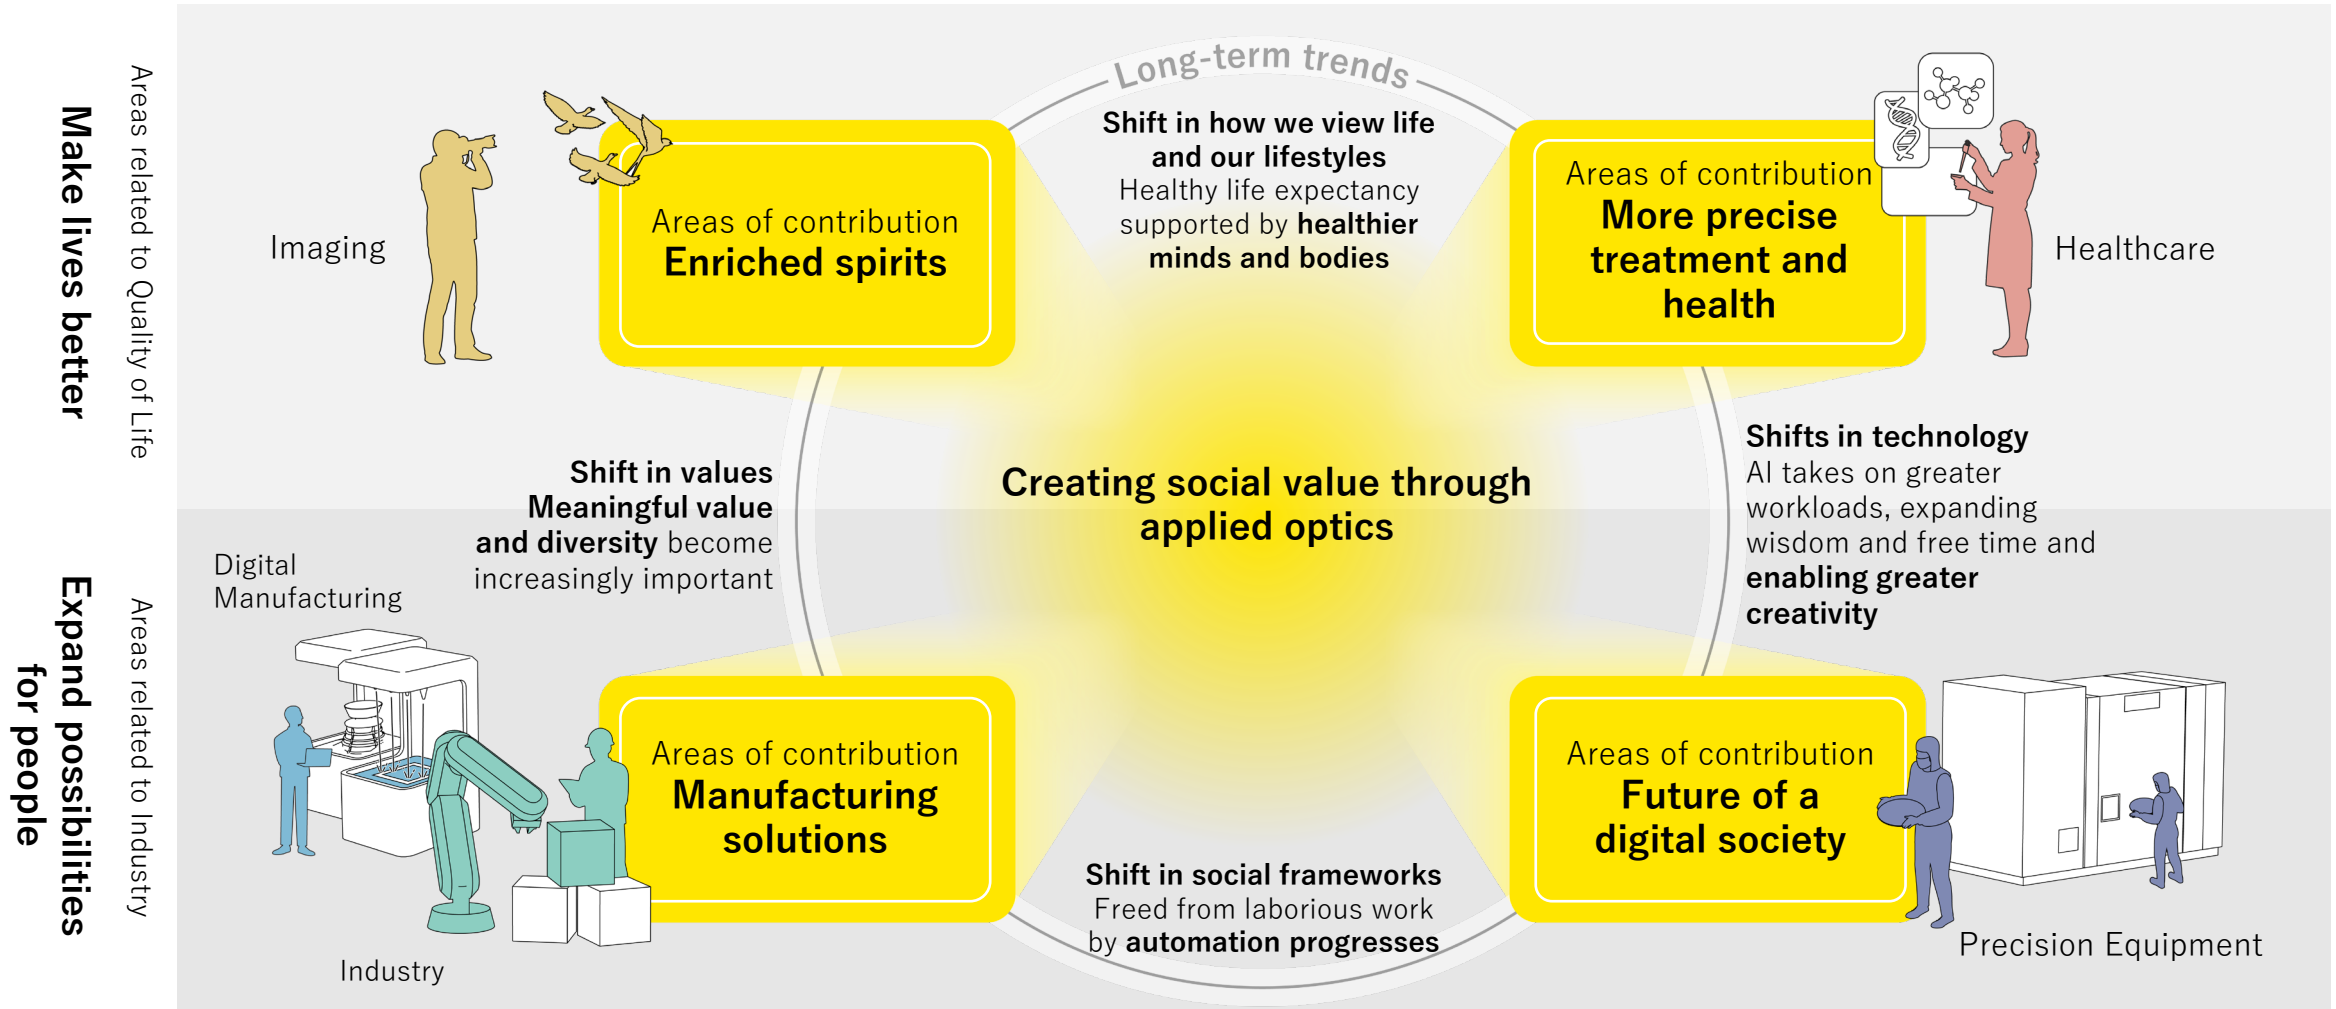 Make lives better
Areas related to Quality of Life
Expand possibilities
for people
Areas related to Industry
Long-term trends
Shift in how we view life
and our lifestyles
Healthy life expectancy
supported by healthier
minds and bodies
Imaging
Areas of contribution
Enriched spirits
Areas of contribution
More precise
treatment and
health
Healthcare
Shift in values
Meaningful value
and diversity become
increasingly important
Creating social value through
applied optics
Shifts in technology
AI takes on greater
workloads, expanding
wisdom and free time and
enabling greater
creativity
Digital
Manufacturing
Industry
Areas of contribution
Manufacturing
solutions
Shift in social frameworks
Freed from laborious work
by automation progresses
Areas of contribution
Future of a
digital society
Precision Equipment